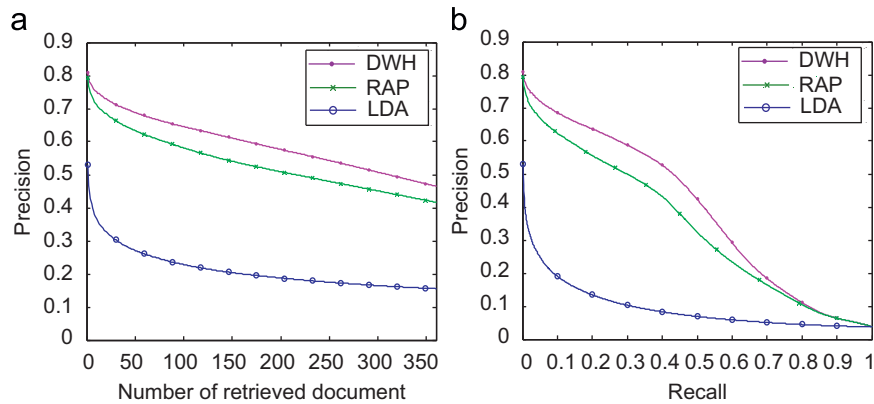 a
0.9
0.8
0.7
0.6
0.5
0.4
0.3
0.2
0.1
0
Precision
DWH
RAP
LDA
0 50 100 150 200 250 300 350
Number of retrieved document
b
0.9
0.8
0.7
0.6
0.5
0.4
0.3
0.2
0.1
0
Precision
DWH
RAP
LDA
0 0.1 0.2 0.3 0.4 0.5 0.6 0.7 0.8 0.9 1
Recall